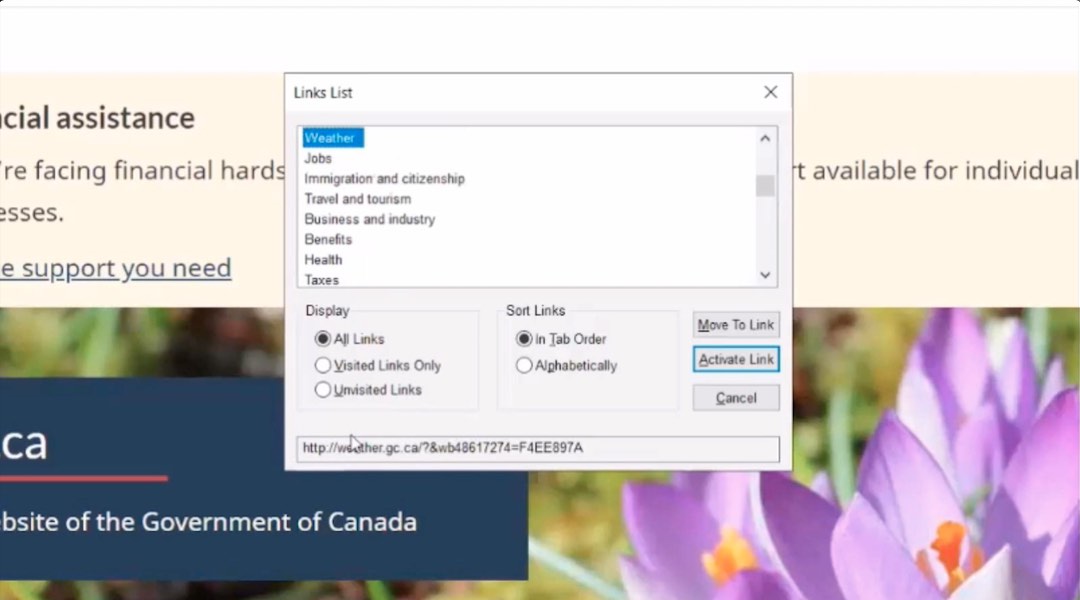 Links List
ncial assistance
're facing financial hards
rt available for individual
esses.
e support you need
Weather
Jobs
Immigration and citizenship
Travel and tourism
Business and industry
Benefits
Health
Taxes
Display
All Links
Visited Links Only
Unvisited Links
Sort Links
In Tab Order
Alphabetically
Move To Link
Activate Link
Cancel
http://weather.gc.ca/?&wb48617274=F4EE897A
.ca
ebsite of the Government of Canada